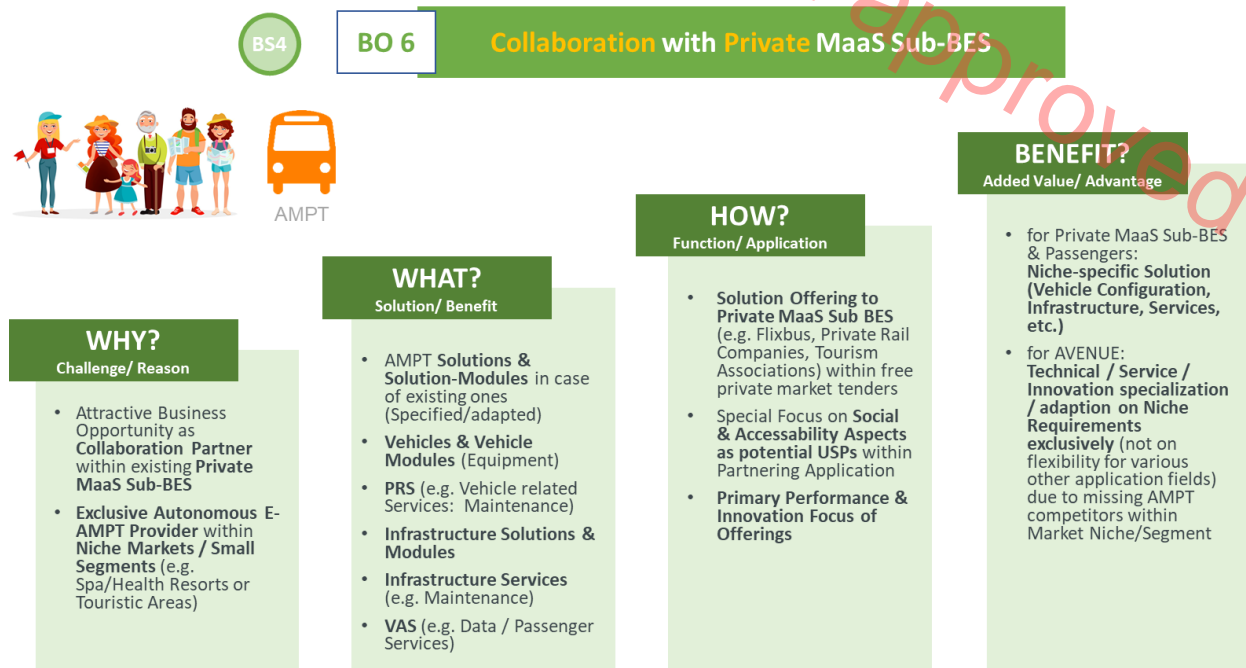 BS4
BO 6
Collaboration with Private MaaS Sub-BES
approved
AMPT
WHY?
Challenge/ Reason
• Attractive Business
Opportunity as
Collaboration Partner
within existing Private
MaaS Sub-BES
• Exclusive Autonomous E-
AMPT Provider within
Niche Markets / Small
Segments (e.g.
Spa/Health Resorts or
Touristic Areas)
WHAT?
Solution/ Benefit
• AMPT Solutions &
Solution-Modules in case
of existing ones
(Specified/adapted)
• Vehicles & Vehicle
Modules (Equipment)
• PRS (e.g. Vehicle related
Services: Maintenance)
• Infrastructure Solutions &
Modules
• Infrastructure Services
(e.g. Maintenance)
• VAS (e.g. Data / Passenger
Services)
HOW?
Function/ Application
• Solution Offering to
Private MaaS Sub BES
(e.g. Flixbus, Private Rail
Companies, Tourism
Associations) within free
private market tenders
• Special Focus on Social
& Accessability Aspects
as potential USPs within
Partnering Application
• Primary Performance &
Innovation Focus of
Offerings
BENEFIT?
Added Value/ Advantage
• for Private MaaS Sub-BES
& Passengers:
Niche-specific Solution
(Vehicle Configuration,
Infrastructure, Services,
etc.)
• for AVENUE:
Technical / Service /
Innovation specialization
/ adaption on Niche
Requirements
exclusively (not on
flexibility for various
other application fields)
due to missing AMPT
competitors within
Market Niche/Segment